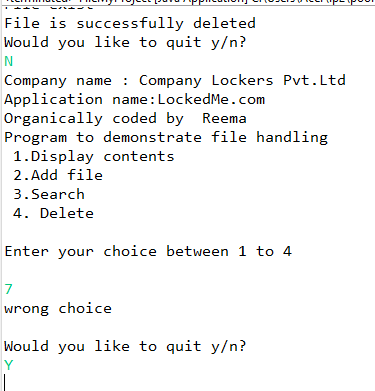 File is successfully deleted
Would you like to quit y/n?
N
Company name : Company Lockers Pvt.Ltd
Application name:LockedMe.com
Organically coded by  Reema
Program to demonstrate file handling
 1.Display contents
 2.Add file
 3.Search
 4. Delete
Enter your choice between 1 to 4
7
wrong choice
Would you like to quit y/n?
Y